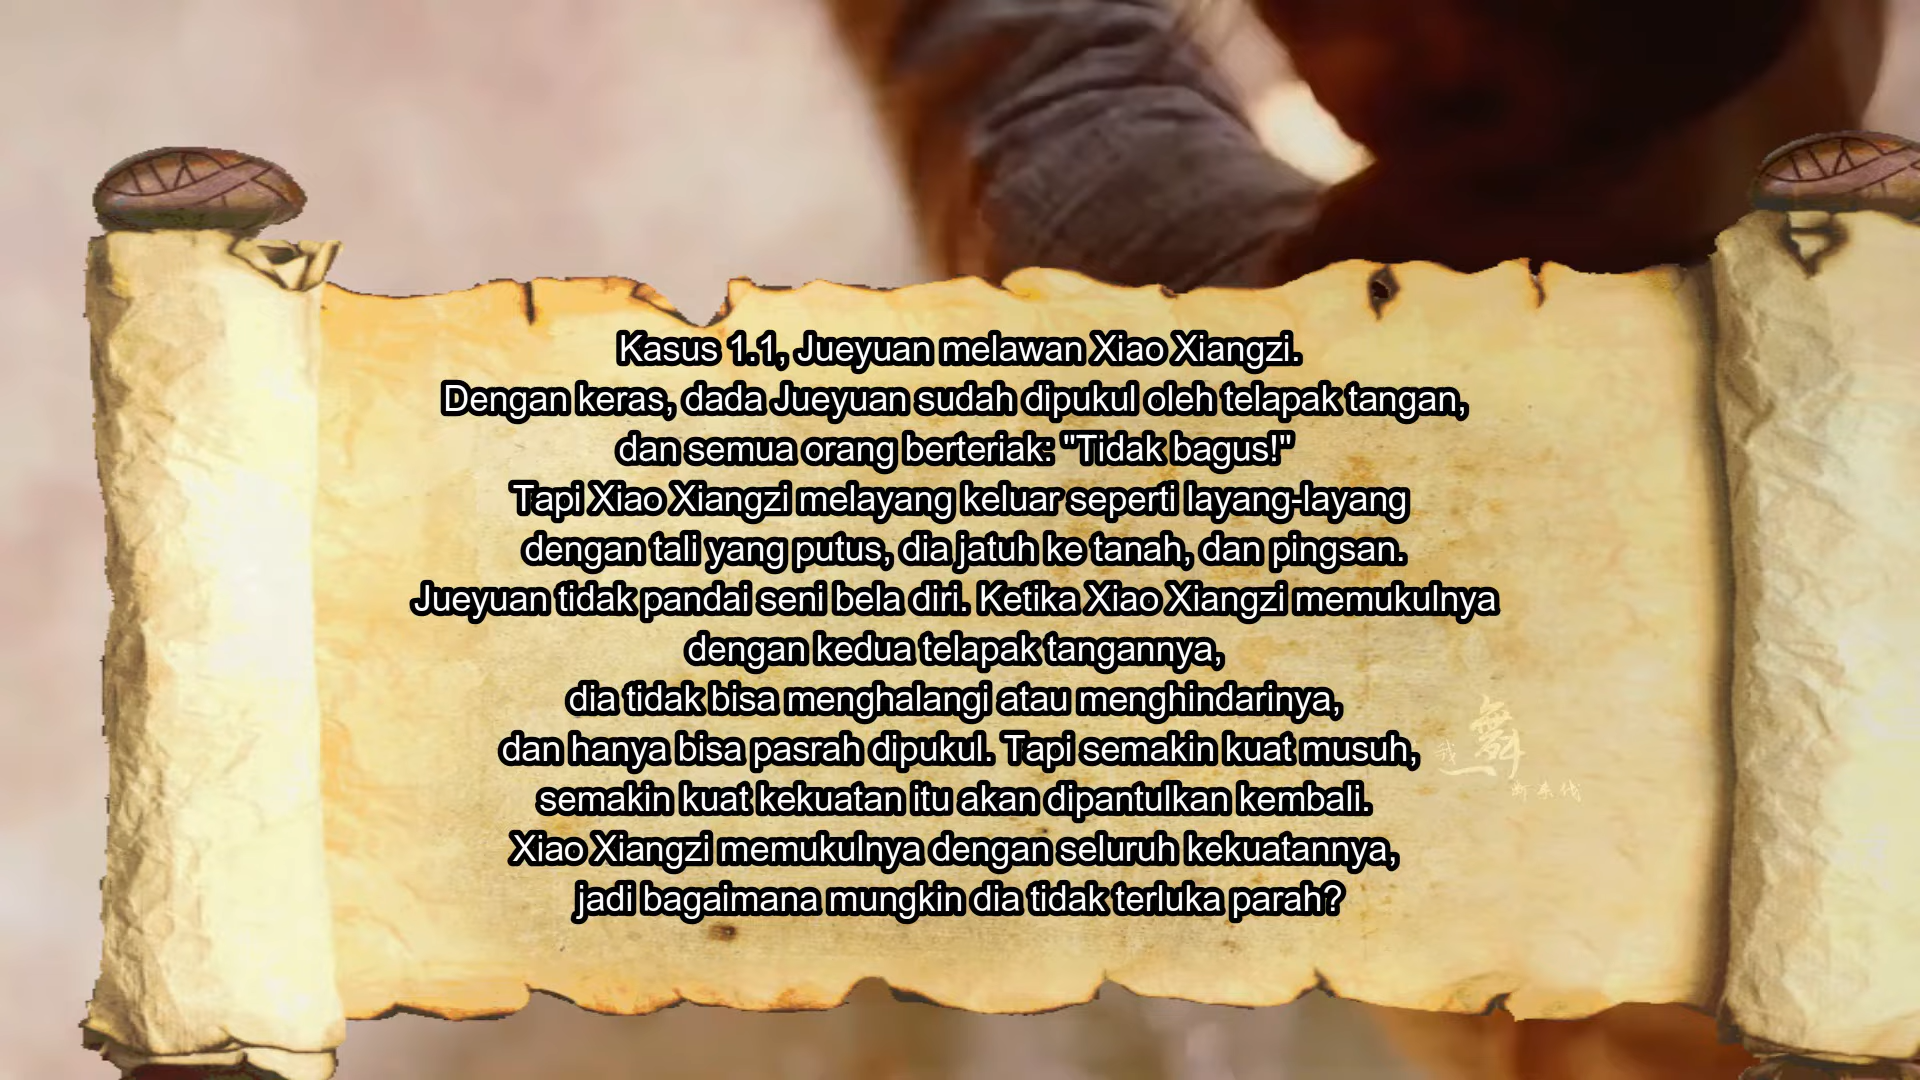 Kasus 1.1, Jueyuan melawan Xiao Xiangzi.
Dengan keras, dada Jueyuan sudah dipukul oleh telapak tangan,
dan semua orang berteriak: "Tidak bagus!"
Tapi Xiao Xiangzi melayang keluar seperti layang-layang
dengan tali yang putus, dia jatuh ke tanah, dan pingsan.
Jueyuan tidak pandai seni bela diri. Ketika Xiao Xiangzi memukulnya
dengan kedua telapak tangannya,
dia tidak bisa menghalangi atau menghindarinya,
dan hanya bisa pasrah dipukul. Tapi semakin kuat musuh,
semakin kuat kekuatan itu akan dipantulkan kembali.
Xiao Xiangzi memukulnya dengan seluruh kekuatannya,
jadi bagaimana mungkin dia tidak terluka parah?